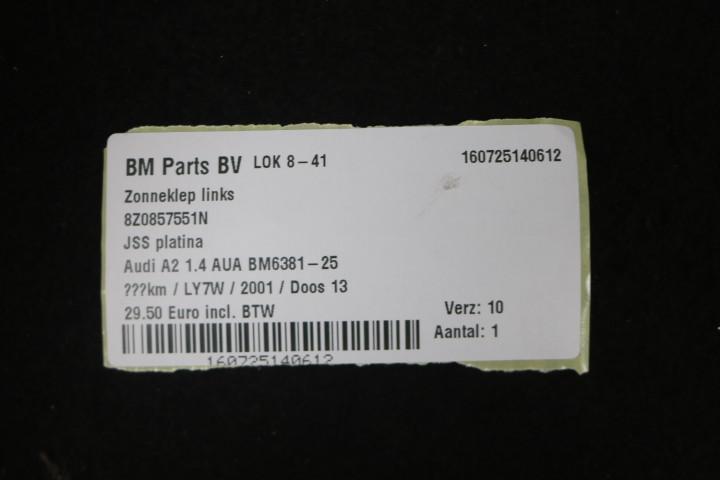 BM Parts BV LOK 8-41 160725140612
Zonneklep links
8Z0857551N
JSS platina
Audi A2 1.4 AUA BM6381-25
???km / LY7W / 2001 / Doos 13
29.50 Euro incl. BTW Verz: 10
Aantal: 1
160725140612